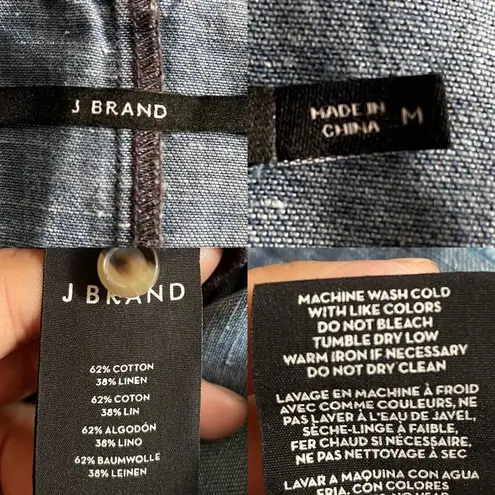 J BRAND
MADE IN
CHINA
M
J BRAND
62% COTTON
38% LINEN
62% COTON
38% LIN
62% ALGODÓN
38% LINO
62% BAUMWOLLE
38% LEINEN
MACHINE WASH COLD
WITH LIKE COLORS
DO NOT BLEACH
TUMBLE DRY LOW
WARM IRON IF NECESSARY
DO NOT DRY CLEAN
LAVAGE EN MACHINE À FROID
AVEC COMME COULEURS, NE
PAS LAVER À L'EAU DE JAVEL,
SÈCHE-LINGE À FAIBLE,
FER CHAUD SI NÉCESSAIRE,
NE PAS NETTOYAGE À SEC
LAVAR A MAQUINA CON AGUA
FRIA, CON COLORES